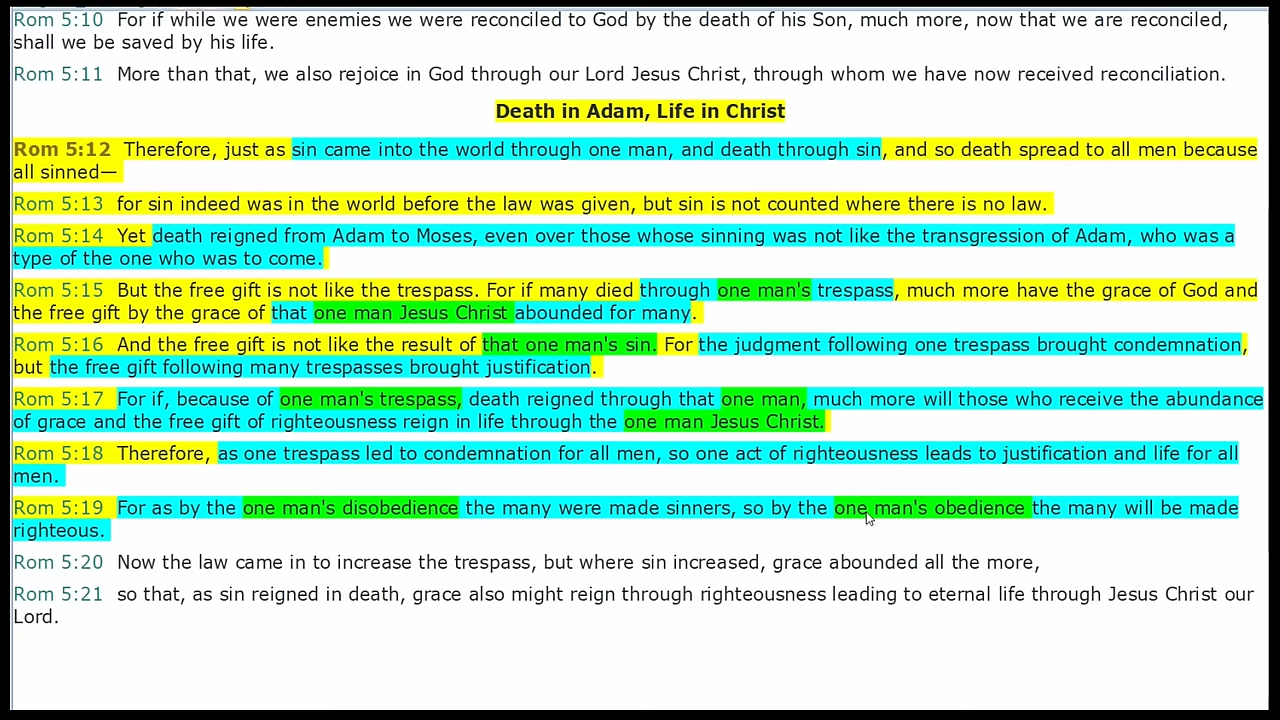 Rom 5:10 For if while we were enemies we were reconciled to God by the death of his Son, much more, now that we are reconciled,
shall we be saved by his life.
Rom 5:11 More than that, we also rejoice in God through our Lord Jesus Christ, through whom we have now received reconciliation.
Death in Adam, Life in Christ
Rom 5:12 Therefore, just as sin came into the world through one man, and death through sin, and so death spread to all men because
all sinned—
Rom 5:13 for sin indeed was in the world before the law was given, but sin is not counted where there is no law.
Rom 5:14 Yet death reigned from Adam to Moses, even over those whose sinning was not like the transgression of Adam, who was a
type of the one who was to come.
Rom 5:15 But the free gift is not like the trespass. For if many died through one man's trespass, much more have the grace of God and
the free gift by the grace of that one man Jesus Christ abounded for many.
Rom 5:16 And the free gift is not like the result of that one man's sin. For the judgment following one trespass brought condemnation,
but the free gift following many trespasses brought justification.
Rom 5:17 For if, because of one man's trespass, death reigned through that one man, much more will those who receive the abundance
of grace and the free gift of righteousness reign in life through the one man Jesus Christ.
Rom 5:18 Therefore, as one trespass led to condemnation for all men, so one act of righteousness leads to justification and life for all
men.
Rom 5:19 For as by the one man's disobedience the many were made sinners, so by the one man's obedience the many will be made
righteous.
Rom 5:20 Now the law came in to increase the trespass, but where sin increased, grace abounded all the more,
Rom 5:21 so that, as sin reigned in death, grace also might reign through righteousness leading to eternal life through Jesus Christ our
Lord.